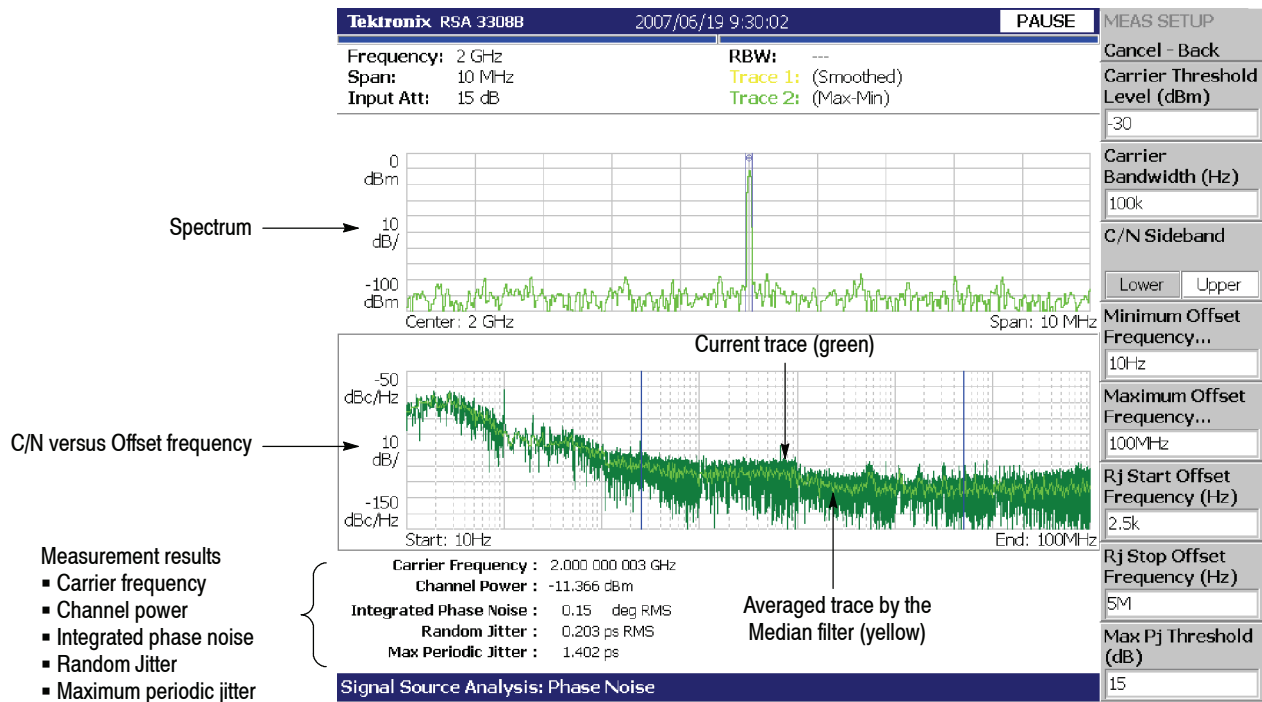 Tektronix RSA 3308B 2007/06/19 9:30:02 PAUSE
Frequency: 2 GHz
Span: 10 MHz
Input Att: 15 dB
RBW: ---
Trace 1: (Smoothed)
Trace 2: (Max-Min)
0
dBm
10
dB/
-100
dBm
Center: 2 GHz
Span: 10 MHz
Spectrum
Current trace (green)
-50
dBc/Hz
10
dB/
-150
dBc/Hz
Start: 10Hz
End: 100MHz
C/N versus Offset frequency
Averaged trace by the
Median filter (yellow)
Measurement results
▪ Carrier frequency
▪ Channel power
▪ Integrated phase noise
▪ Random Jitter
▪ Maximum periodic jitter
Carrier Frequency : 2.000 000 003 GHz
Channel Power : -11.366 dBm
Integrated Phase Noise : 0.15 deg RMS
Random Jitter : 0.203 ps RMS
Max Periodic Jitter : 1.402 ps
Signal Source Analysis: Phase Noise
MEAS SETUP
Cancel - Back
Carrier Threshold
Level (dBm)
-30
Carrier
Bandwidth (Hz)
100k
C/N Sideband
Lower Upper
Minimum Offset
Frequency...
10Hz
Maximum Offset
Frequency...
100MHz
Rj Start Offset
Frequency (Hz)
2.5k
Rj Stop Offset
Frequency (Hz)
5M
Max Pj Threshold
(dB)
15